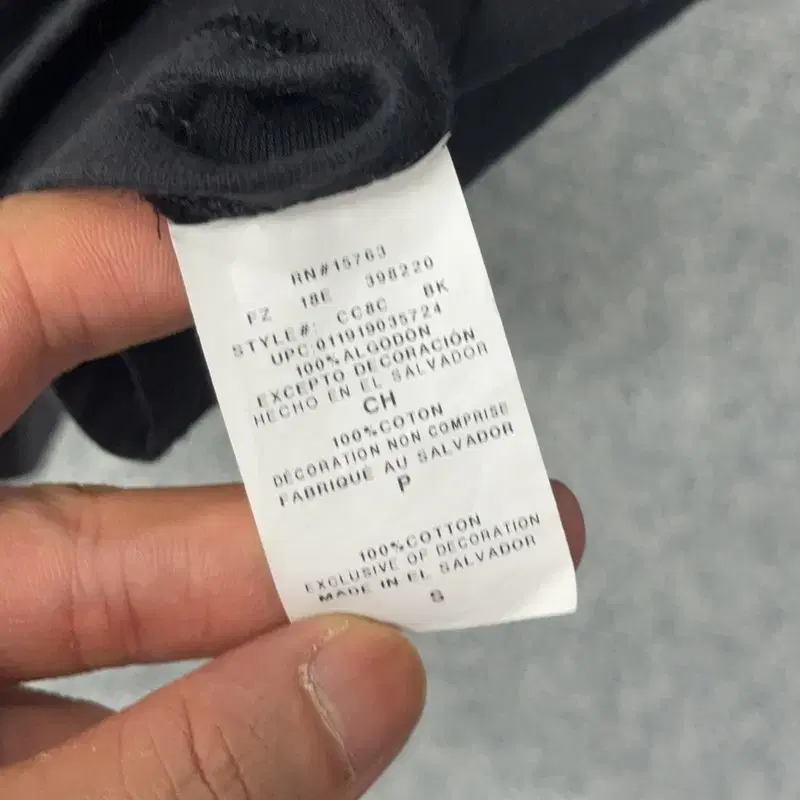 RN#15763
FZ 18E 398220
STYLE#: CC8C BK
UPC:011919035724
100%ALGODÓN
EXCEPTO DECORACIÓN
HECHO EN EL SALVADOR
CH
100%COTON
DÉCORATION NON COMPRISE
FABRIQUÉ AU SALVADOR
P
100%COTTON
EXCLUSIVE OF DECORATION
MADE IN EL SALVADOR
S